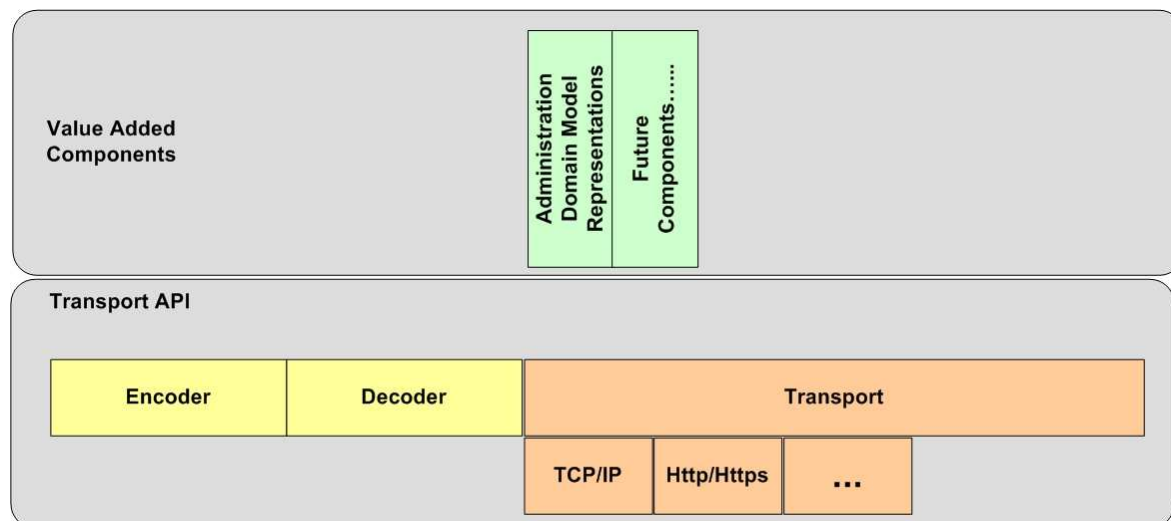 Value Added
Components
Administration
Domain Model
Representations
Future
Components......
Transport API
Encoder
Decoder
Transport
TCP/IP
Http/Https
...